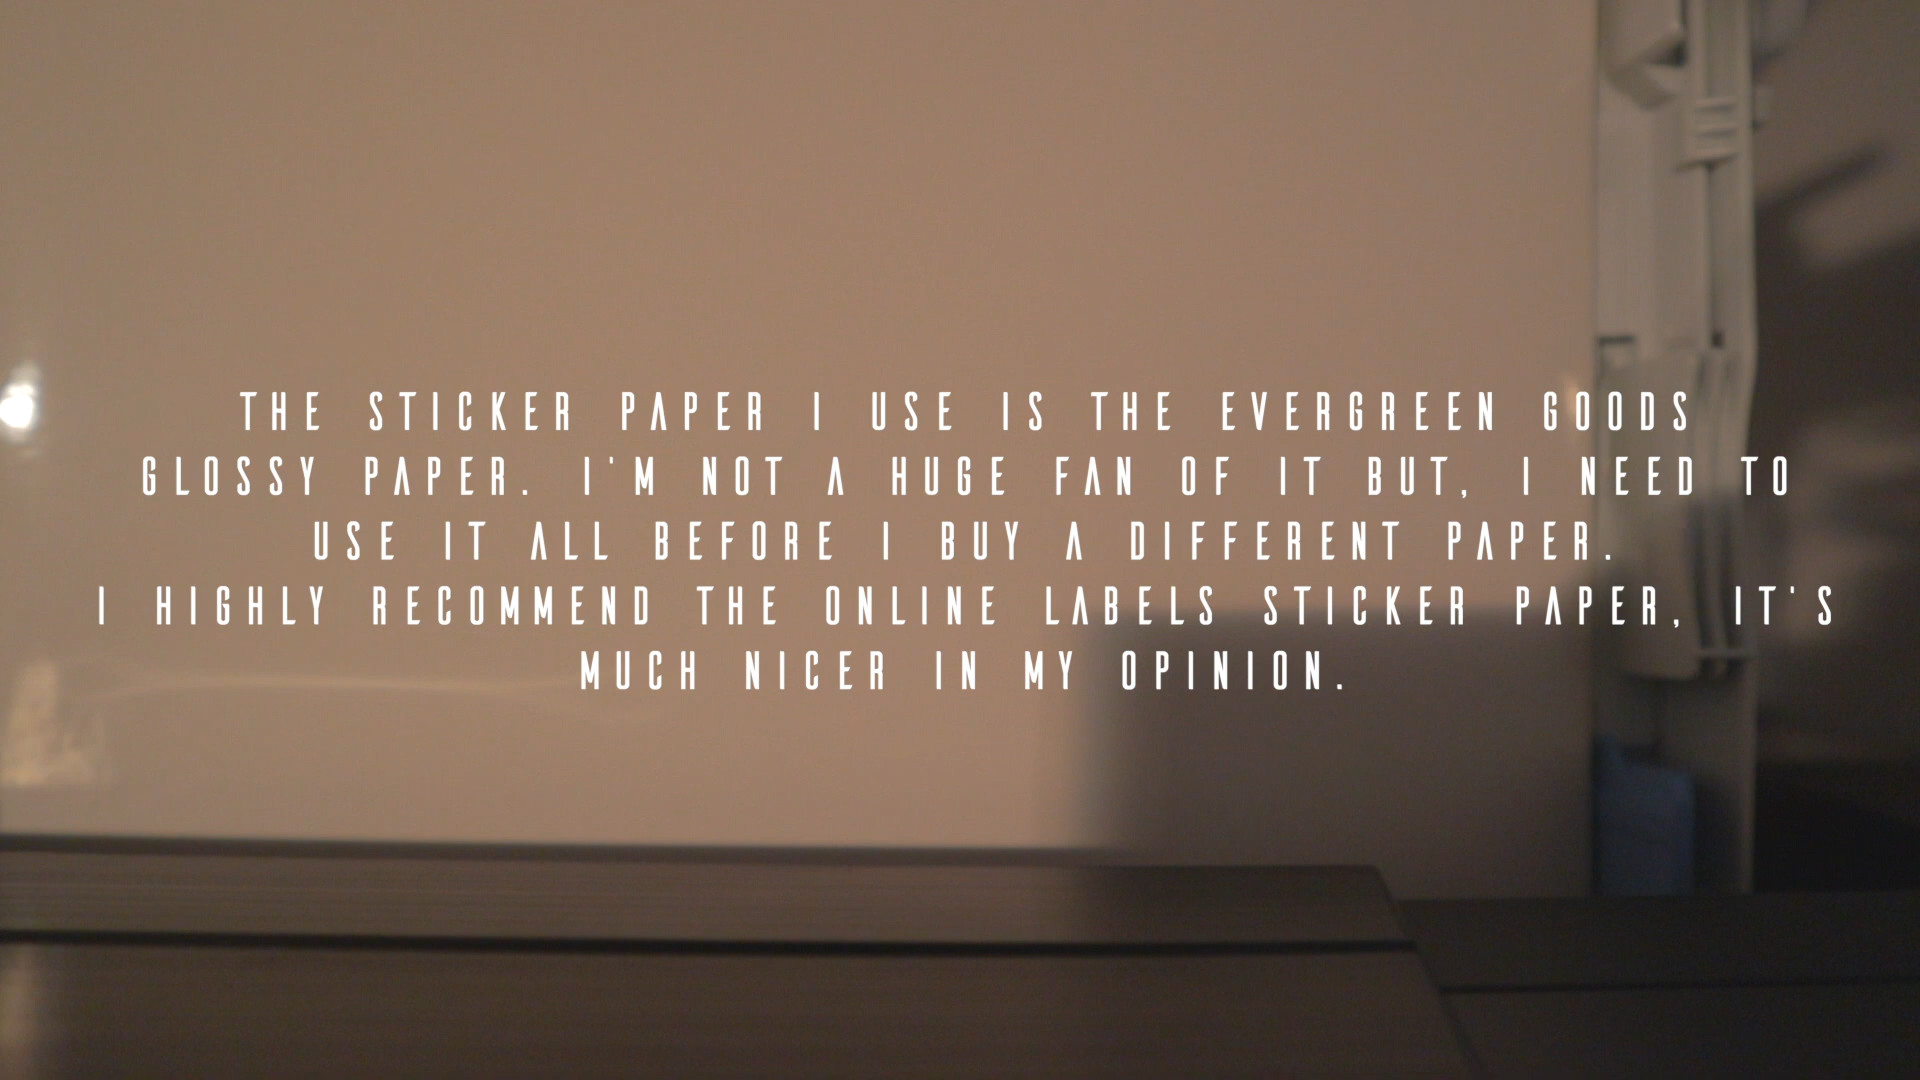 THE STICKER PAPER I USE IS THE EVERGREEN GOODS
GLOSSY PAPER. I'M NOT A HUGE FAN OF IT BUT, I NEED TO
USE IT ALL BEFORE I BUY A DIFFERENT PAPER.
I HIGHLY RECOMMEND THE ONLINE LABELS STICKER PAPER, IT'S
MUCH NICER IN MY OPINION.